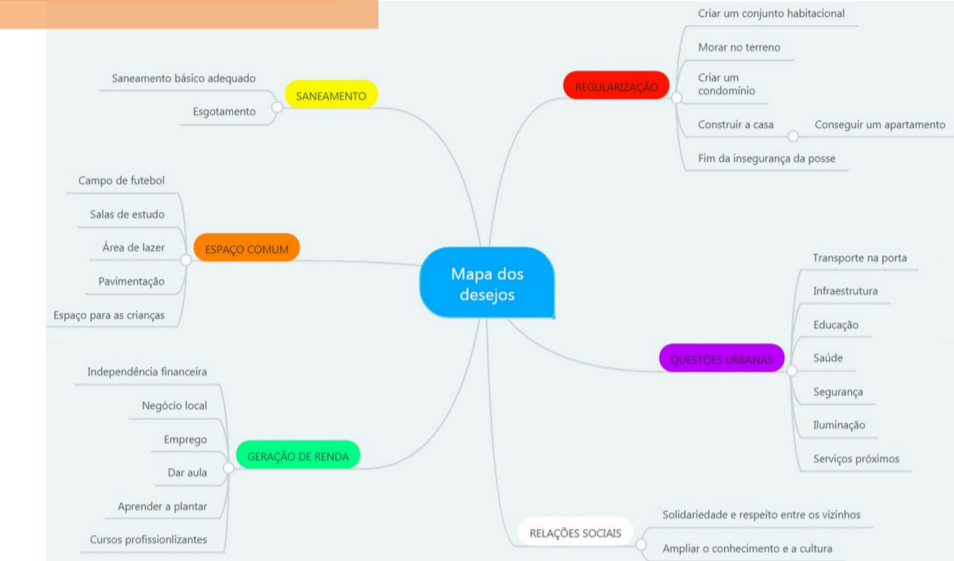 Mapa dos
desejos
SANEAMENTO
Saneamento básico adequado
Esgotamento
ESPAÇO COMUM
Campo de futebol
Salas de estudo
Área de lazer
Pavimentação
Espaço para as crianças
GERAÇÃO DE RENDA
Independência financeira
Negócio local
Emprego
Dar aula
Aprender a plantar
Cursos profissionlizantes
REGULARIZAÇÃO
Criar um conjunto habitacional
Morar no terreno
Criar um
condomínio
Construir a casa
Conseguir um apartamento
Fim da insegurança da posse
QUESTÕES URBANAS
Transporte na porta
Infraestrutura
Educação
Saúde
Segurança
Iluminação
Serviços próximos
RELAÇÕES SOCIAIS
Solidariedade e respeito entre os vizinhos
Ampliar o conhecimento e a cultura